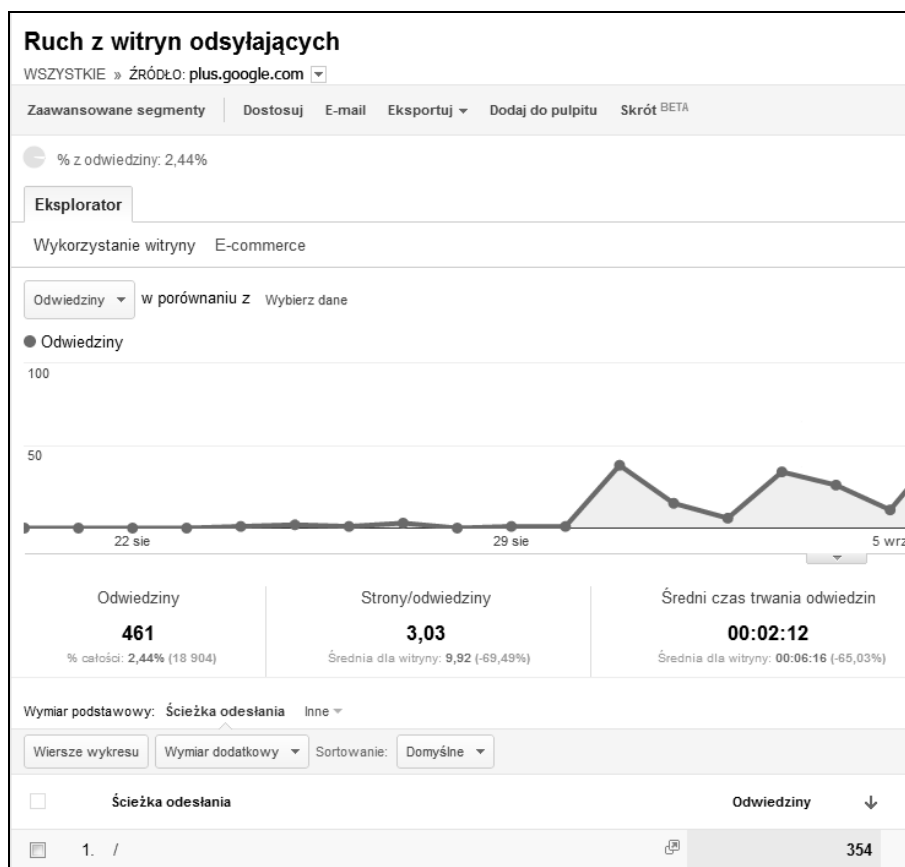 Ruch z witryn odsyłających
WSZYSTKIE » ŹRÓDŁO: plus.google.com
Zaawansowane segmenty Dostosuj E-mail Eksportuj Dodaj do pulpitu Skrót BETA
% z odwiedziny: 2,44%
Eksplorator
Wykorzystanie witryny E-commerce
Odwiedziny w porównaniu z Wybierz dane
Odwiedziny
100
50
22 sie 29 sie 5 wrz
Odwiedziny Strony/odwiedziny Średni czas trwania odwiedzin
461 3,03 00:02:12
% całości: 2,44% (18 904) Średnia dla witryny: 9,92 (-69,49%) Średnia dla witryny: 00:06:16 (-65,03%)
Wymiar podstawowy: Ścieżka odesłania Inne
Wiersze wykresu Wymiar dodatkowy Sortowanie: Domyślne
Ścieżka odesłania Odwiedziny
1. / 354